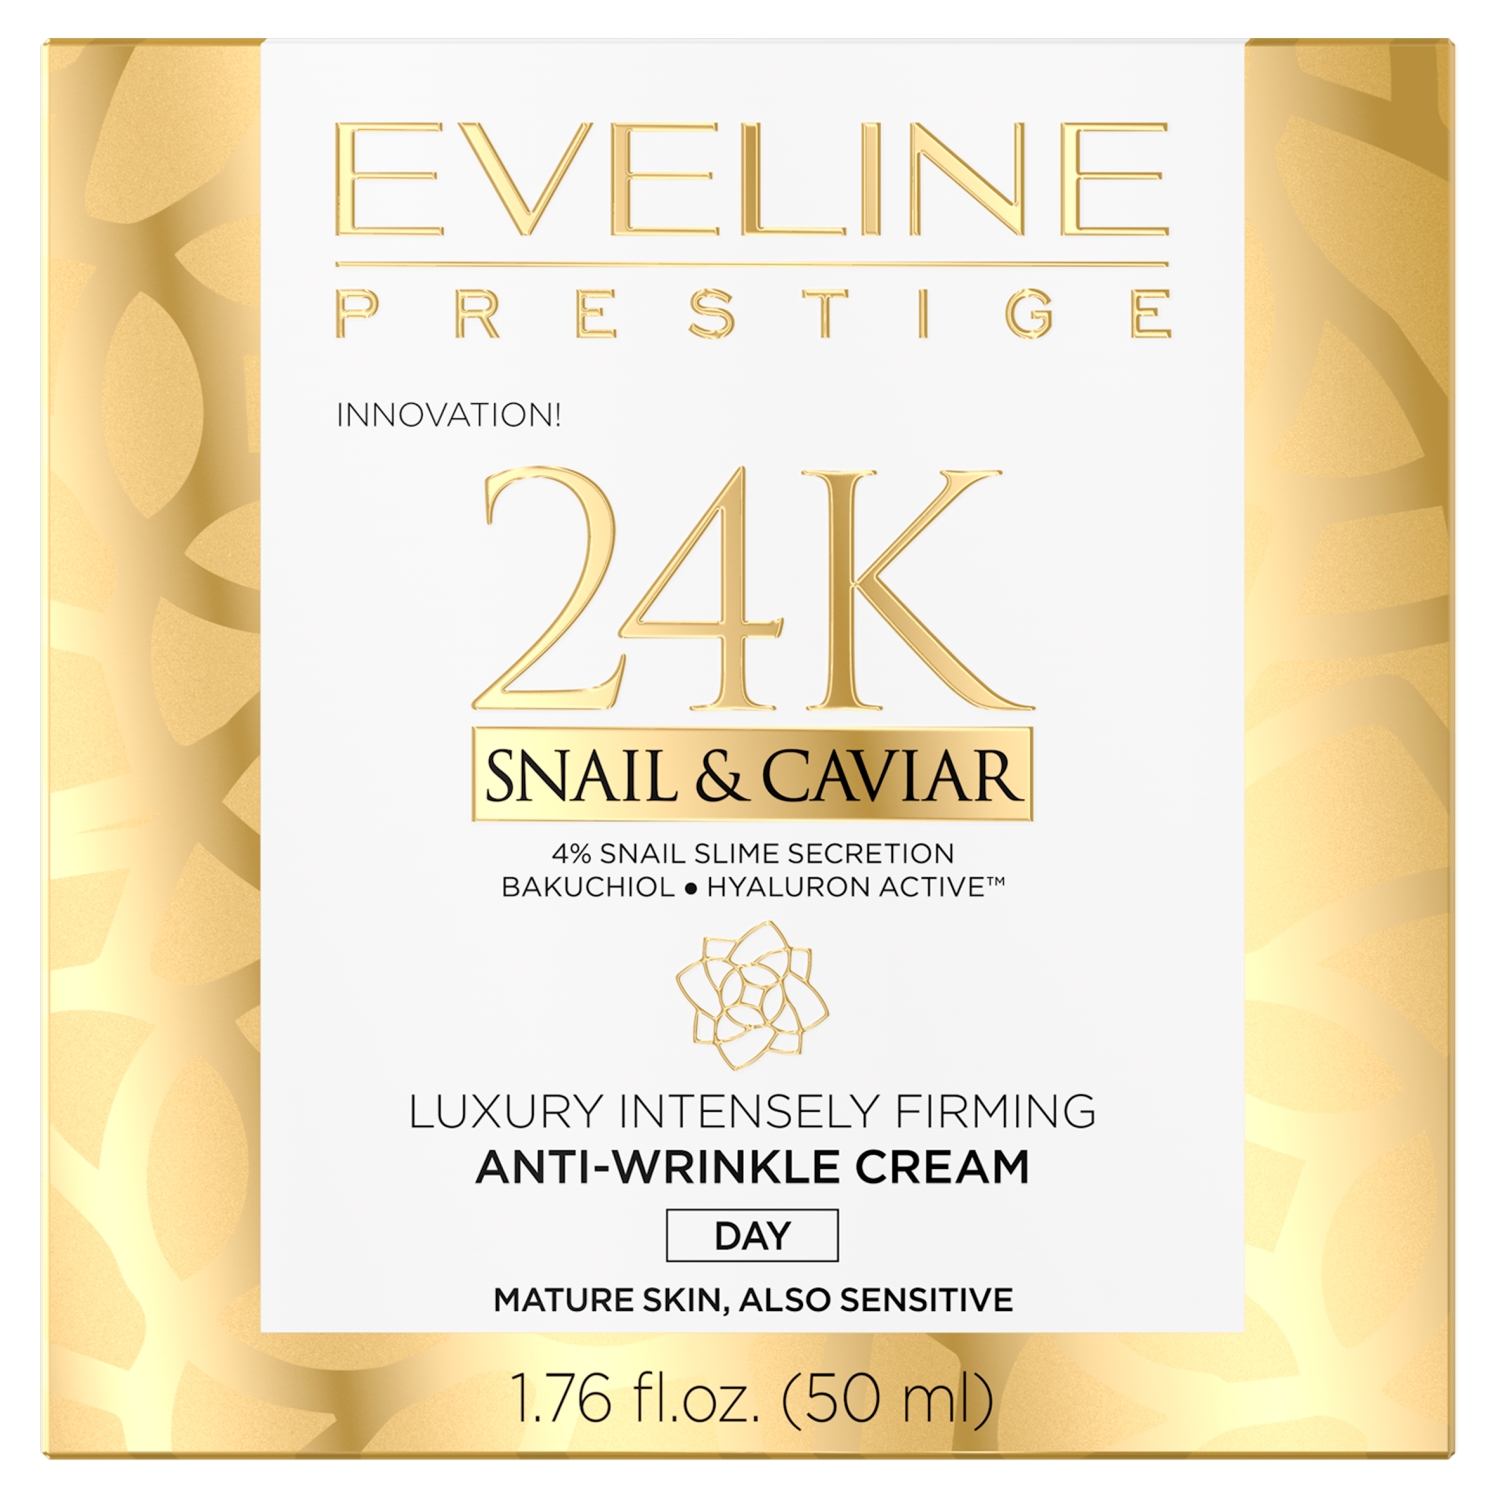 EVELINE
PRESTIGE
INNOVATION!
24K
SNAIL & CAVIAR
4% SNAIL SLIME SECRETION
BAKUCHIOL • HYALURON ACTIVE™
LUXURY INTENSELY FIRMING
ANTI-WRINKLE CREAM
DAY
MATURE SKIN, ALSO SENSITIVE
1.76 fl.oz. (50 ml)